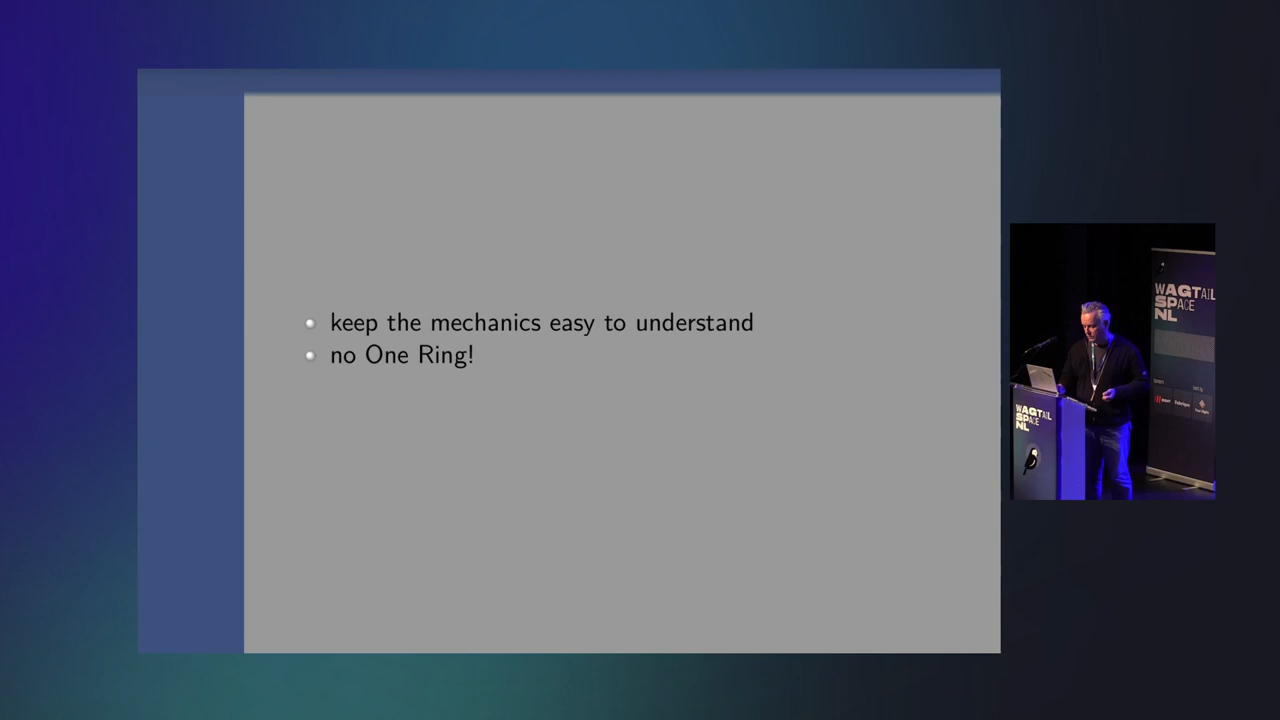 keep the mechanics easy to understand
no One Ring!
WAGTAIL
SPACE
NL
WAGTAIL
SPACE
NL